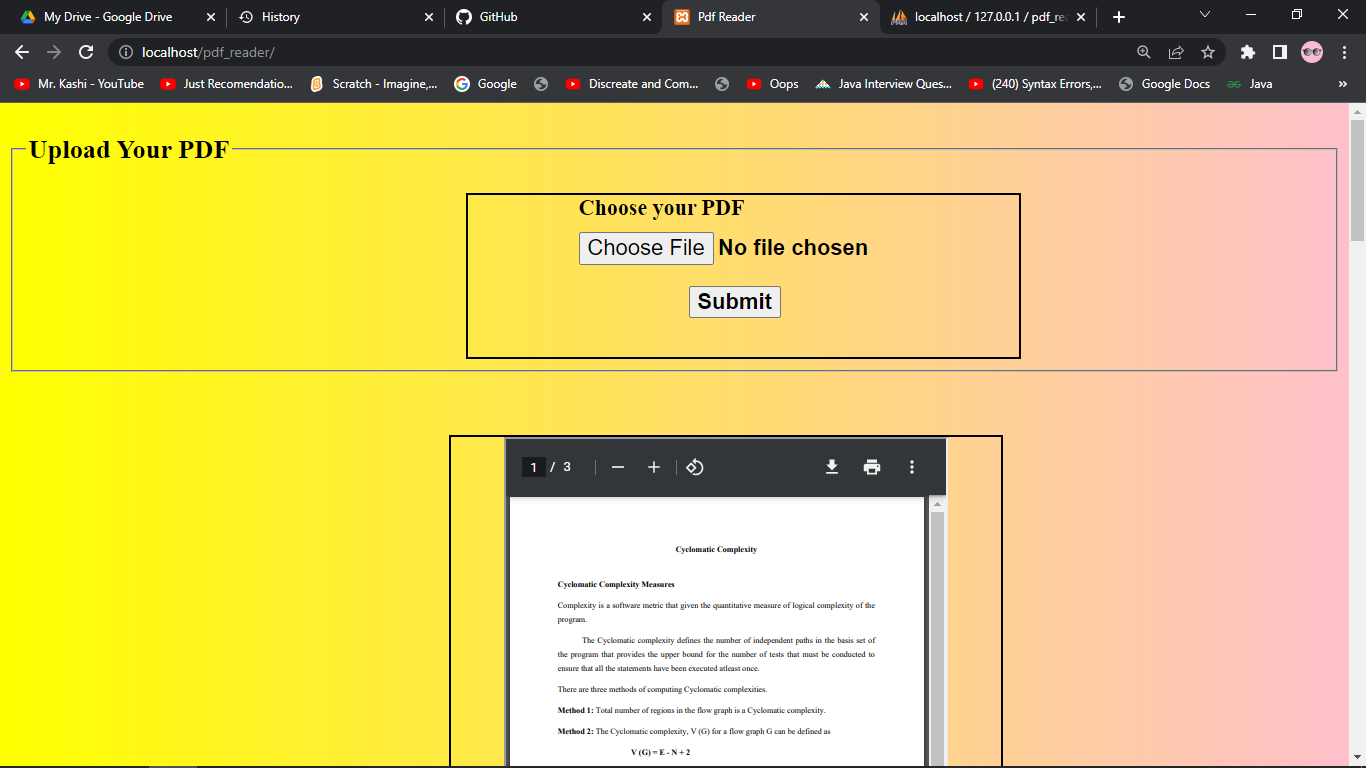 My Drive - Google Drive
History
GitHub
Pdf Reader
localhost / 127.0.0.1 / pdf_re
localhost/pdf_reader/
Mr. Kashi - YouTube
Just Recomendatio...
Scratch - Imagine,...
Google
Discreate and Com...
Oops
Java Interview Ques...
(240) Syntax Errors,...
Google Docs
Java
»
Upload Your PDF
Choose your PDF
Choose File No file chosen
Submit
1 / 3
Cyclomatic Complexity
Cyclomatic Complexity Measures
Complexity is a software metric that given the quantitative measure of logical complexity of the
program.
The Cyclomatic complexity defines the number of independent paths in the basis set of
the program that provides the upper bound for the number of tests that must be conducted to
ensure that all the statements have been executed atleast once.
There are three methods of computing Cyclomatic complexities.
Method 1: Total number of regions in the flow graph is a Cyclomatic complexity.
Method 2: The Cyclomatic complexity, V (G) for a flow graph G can be defined as
V (G) = E - N + 2